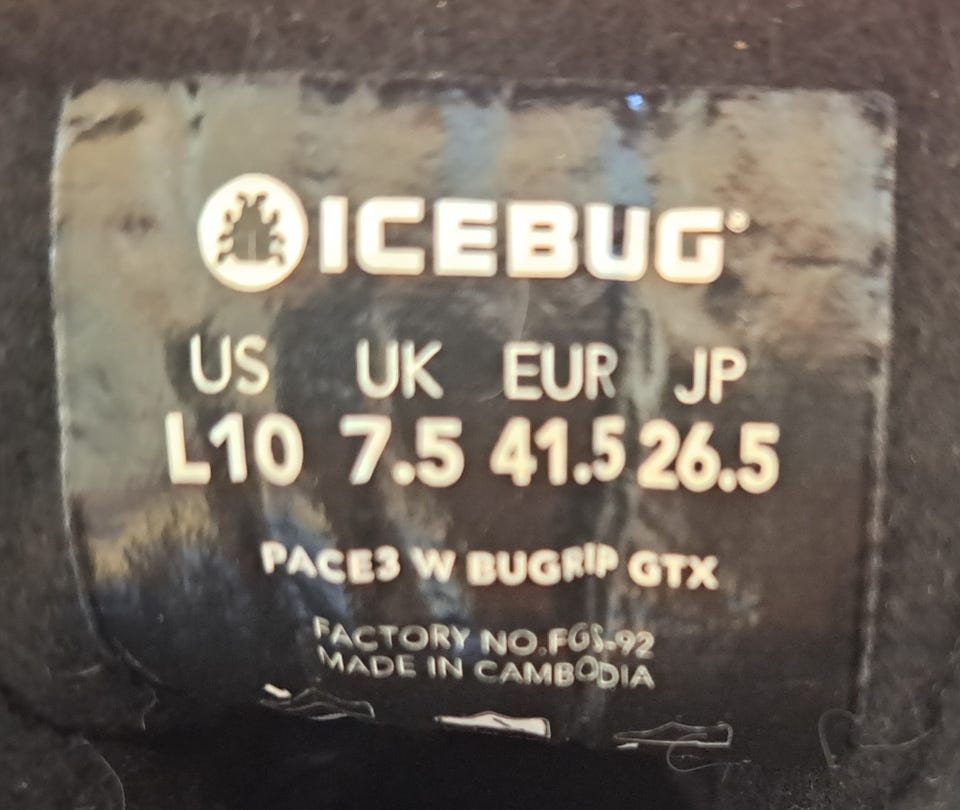 ICEBUG®
US UK EUR JP
L10 7.5 41.5 26.5
PACE3 W BUGRIP GTX
FACTORY NO.FGS-92
MADE IN CAMBODIA